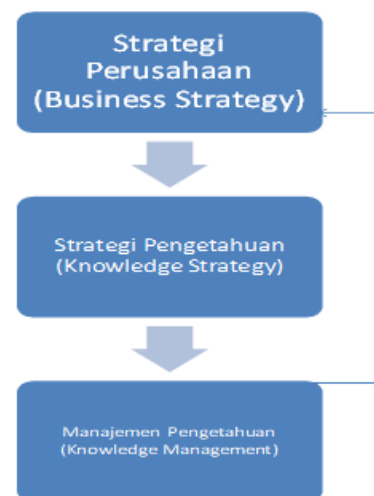 Strategi
Perusahaan
(Business Strategy)
Strategi Pengetahuan
(Knowledge Strategy)
Manajemen Pengetahuan
(Knowledge Management)